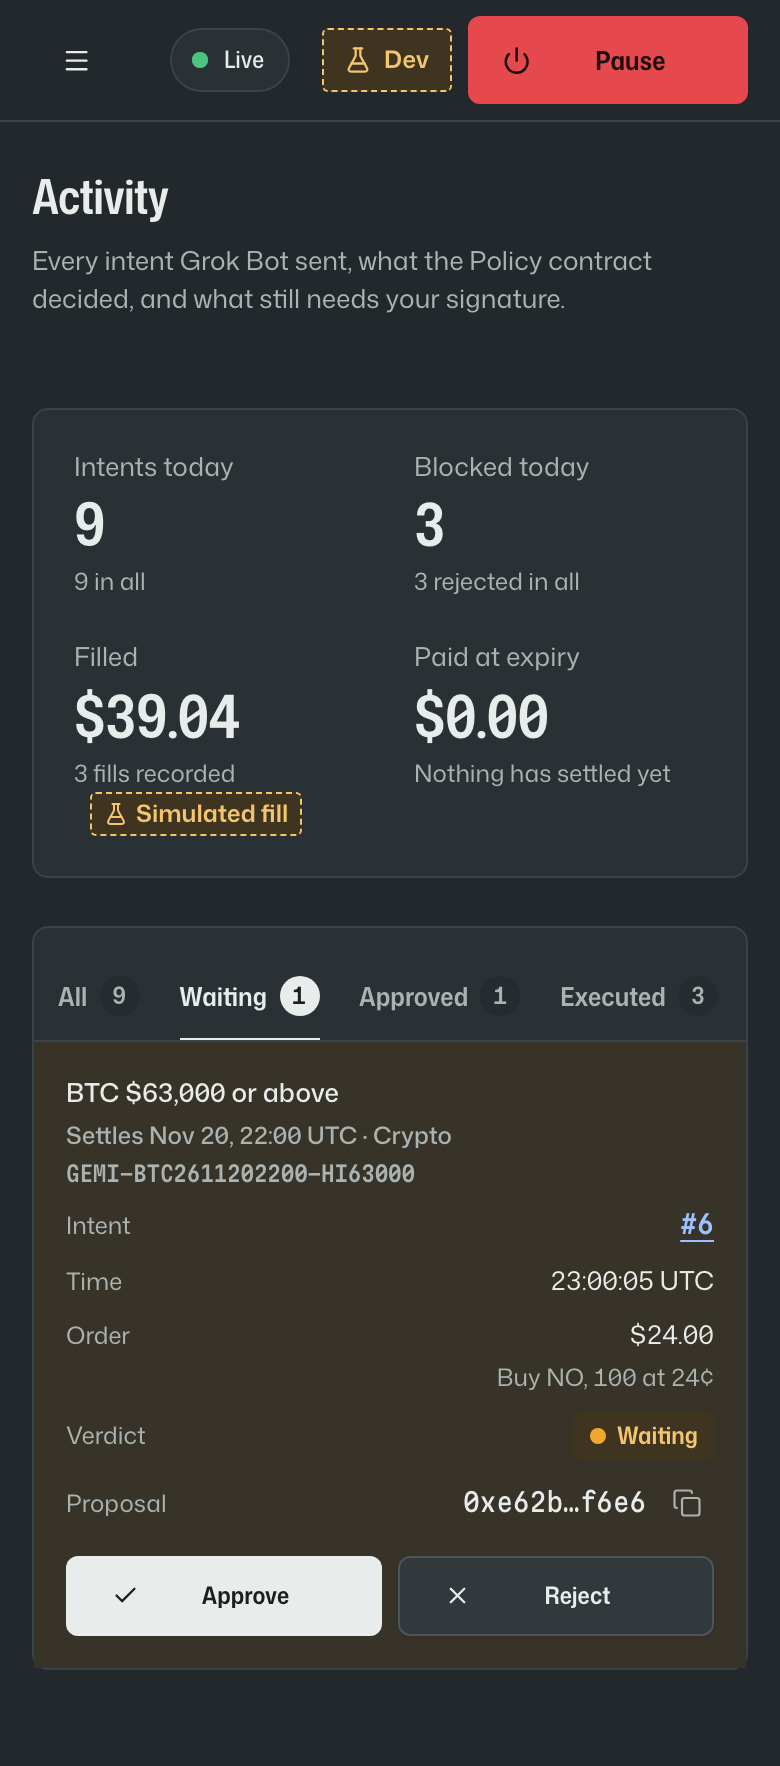 Live
Dev
Pause
Activity
Every intent Grok Bot sent, what the Policy contract
decided, and what still needs your signature.
Intents today
9
9 in all
Blocked today
3
3 rejected in all
Filled
$39.04
3 fills recorded
Simulated fill
Paid at expiry
$0.00
Nothing has settled yet
All 9 Waiting 1 Approved 1 Executed 3
BTC $63,000 or above
Settles Nov 20, 22:00 UTC · Crypto
GEMI-BTC2611202200-HI63000
Intent #6
Time 23:00:05 UTC
Order $24.00
Buy NO, 100 at 24¢
Verdict Waiting
Proposal 0xe62b…f6e6
Approve Reject